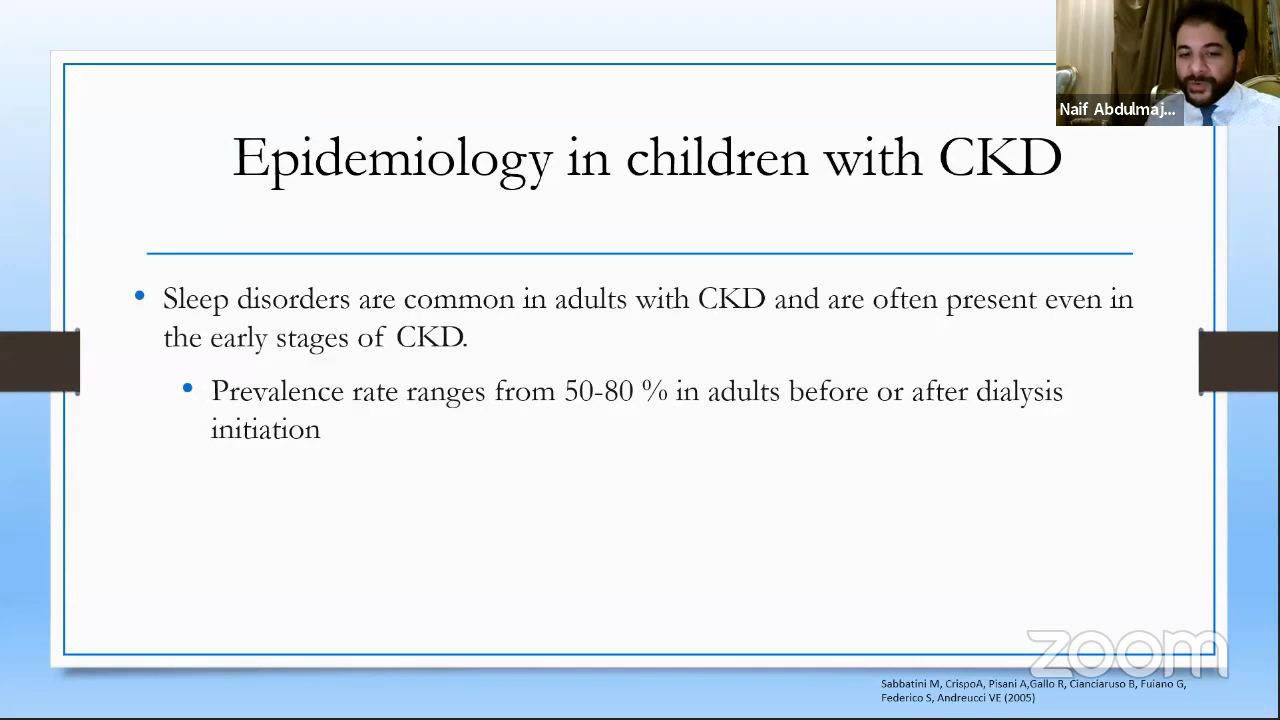 Naif Abdulmaj...
Epidemiology in children with CKD
• Sleep disorders are common in adults with CKD and are often present even in
the early stages of CKD.
• Prevalence rate ranges from 50-80 % in adults before or after dialysis
initiation
zoom
Sabbatini M, CrispoA, Pisani A,Gallo R, Cianciaruso B, Fuiano G,
Federico S, Andreucci VE (2005)